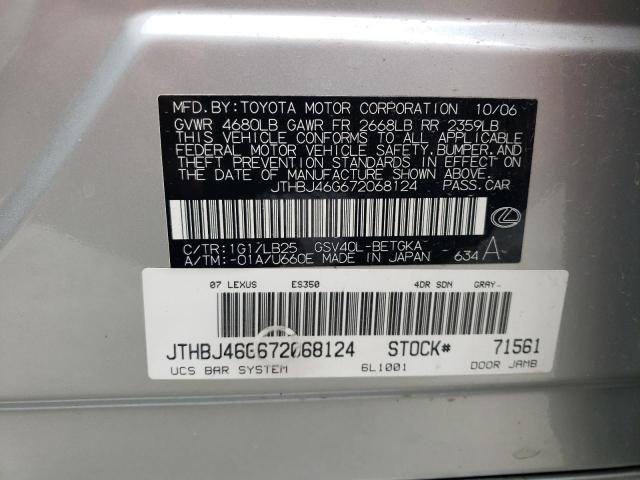 MFD.BY: TOYOTA MOTOR CORPORATION 10/06
GVWR 4680LB GAWR FR 2668LB RR 2359LB
THIS VEHICLE CONFORMS TO ALL APPLICABLE
FEDERAL MOTOR VEHICLE SAFETY, BUMPER, AND
THEFT PREVENTION STANDARDS IN EFFECT ON
THE DATE OF MANUFACTURE SHOWN ABOVE.
JTHBJ46G672068124 PASS.CAR
C/TR:1G1/LB25 GSV40L-BETGKA
A/TM:-01A/U660E MADE IN JAPAN 634 A
07 LEXUS ES350 4DR SDN GRAY
JTHBJ46G672068124 STOCK# 71561
UCS BAR SYSTEM 6L1001 DOOR JAMB